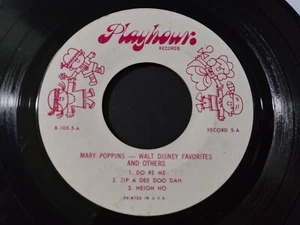 Playhour
RECORDS
B-105-5-A
RECORD 5-A
MARY POPPINS — WALT DISNEY FAVORITES
AND OTHERS
1. DO RE ME
2. ZIP A DEE DOO DAH
3. HEIGH HO
PRINTED IN U.S.A.